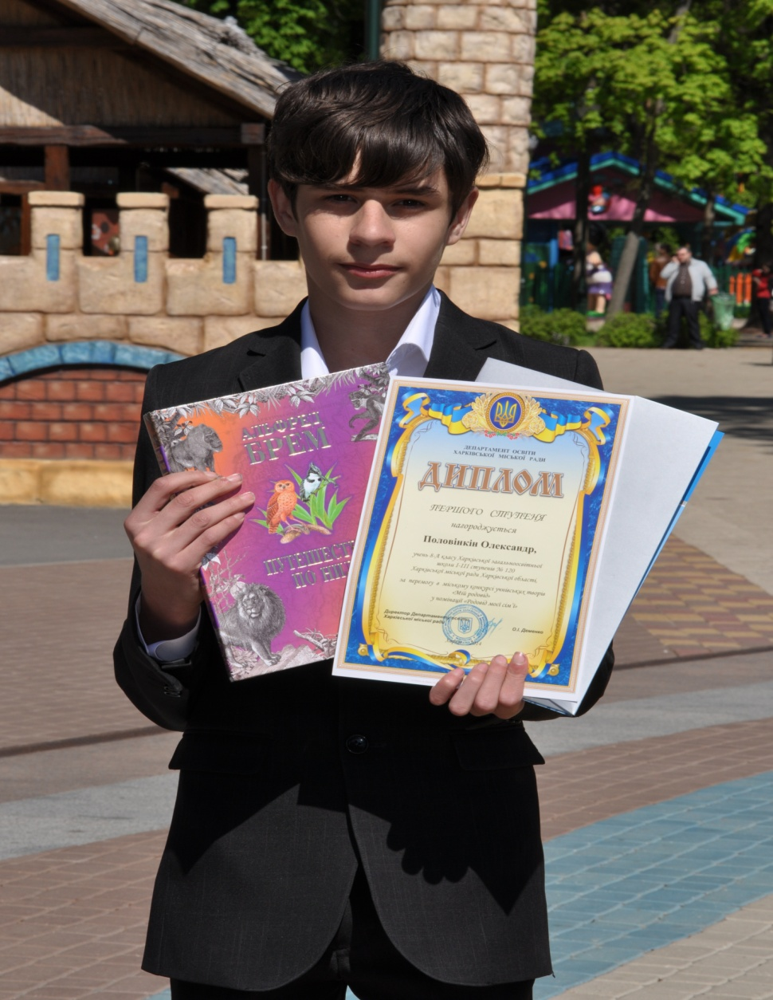 АЛЬФРЕД
БРЕМ
ПУТЕШЕСТ
ПО
ДЕПАРТАМЕНТ ОСВІТИ
ХАРКІВСЬКОЇ МІСЬКОЇ РАДИ
ДИПЛОМ
ПЕРШОГО СТУПЕНЯ
нагороджується
Половінкін Олександр,
учень 8-А класу Харківської загальноосвітньої
школи І-ІІІ ступенів № 120
Харківської міської ради Харківської області,
за перемогу в міському конкурсі учнівських творів
«Мій родовід»
у номінації «Родовід моєї сім'ї»
Директор Департаменту освіти
Харківської міської ради
О.І. Деменко